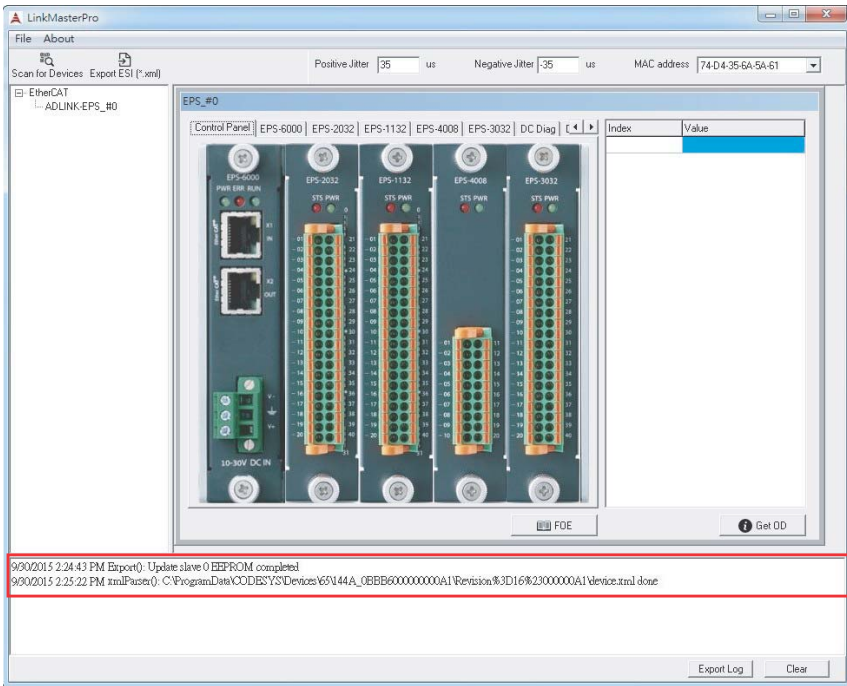 LinkMasterPro
File About
Scan for Devices Export ESI (*.xml) Positive Jitter 35 us Negative Jitter -35 us MAC address 74-D4-35-6A-5A-61
EtherCAT
ADLINK-EPS_#0
EPS_#0
Control Panel EPS-6000 EPS-2032 EPS-1132 EPS-4008 EPS-3032 DC Diag
Index Value
EPS-6000 EPS-2032 EPS-1132 EPS-4008 EPS-3032
PWR ERR RUN STS PWR STS PWR STS PWR STS PWR
X1
IN
X2
OUT
V-
V+
10-30V DC IN
FOE Get OD
9/30/2015 2:24:43 PM Export(): Update slave 0 EEPROM completed
9/30/2015 2:25:22 PM xmlParser(): C:\ProgramData\CODESYS\Devices\65\144A_0BBB600000000A1\Revision%3D16%23000000A1\device.xml done
Export Log Clear